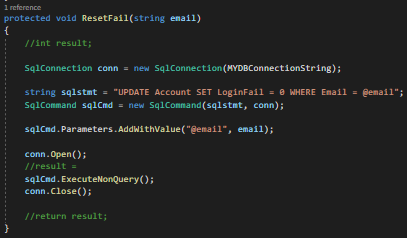 1 reference
protected void ResetFail(string email)
{
//int result;
SqlConnection conn = new SqlConnection(MYDBConnectionString);
string sqlstmt = "UPDATE Account SET LoginFail = 0 WHERE Email = @email";
SqlCommand sqlCmd = new SqlCommand(sqlstmt, conn);
sqlCmd.Parameters.AddWithValue("@email", email);
conn.Open();
//result =
sqlCmd.ExecuteNonQuery();
conn.Close();
//return result;
}